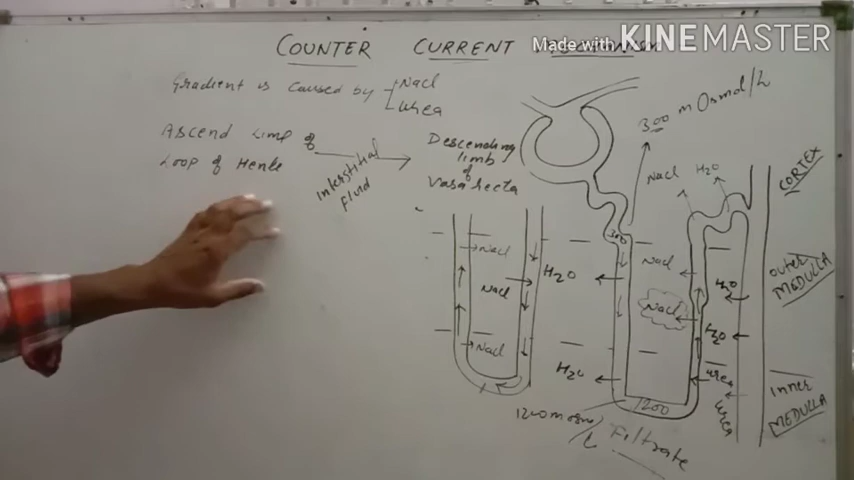 COUNTER CURRENT
Made with KINEMASTER
Gradient is caused by
Nacl
Urea
Ascend Limp of
Loop of Henle
Interstitial
Fluid
Descending
limb
of
Vasa recta
300 mOsmol/L
Nacl
H2O
CORTEX
300
Nacl
Nacl
H2O
Nacl
Nacl
H2O
outer
MEDULLA
H2O
Nacl
H2O
urea
Urea
inner
MEDULLA
1200
1200 mosm/L
Filtrate